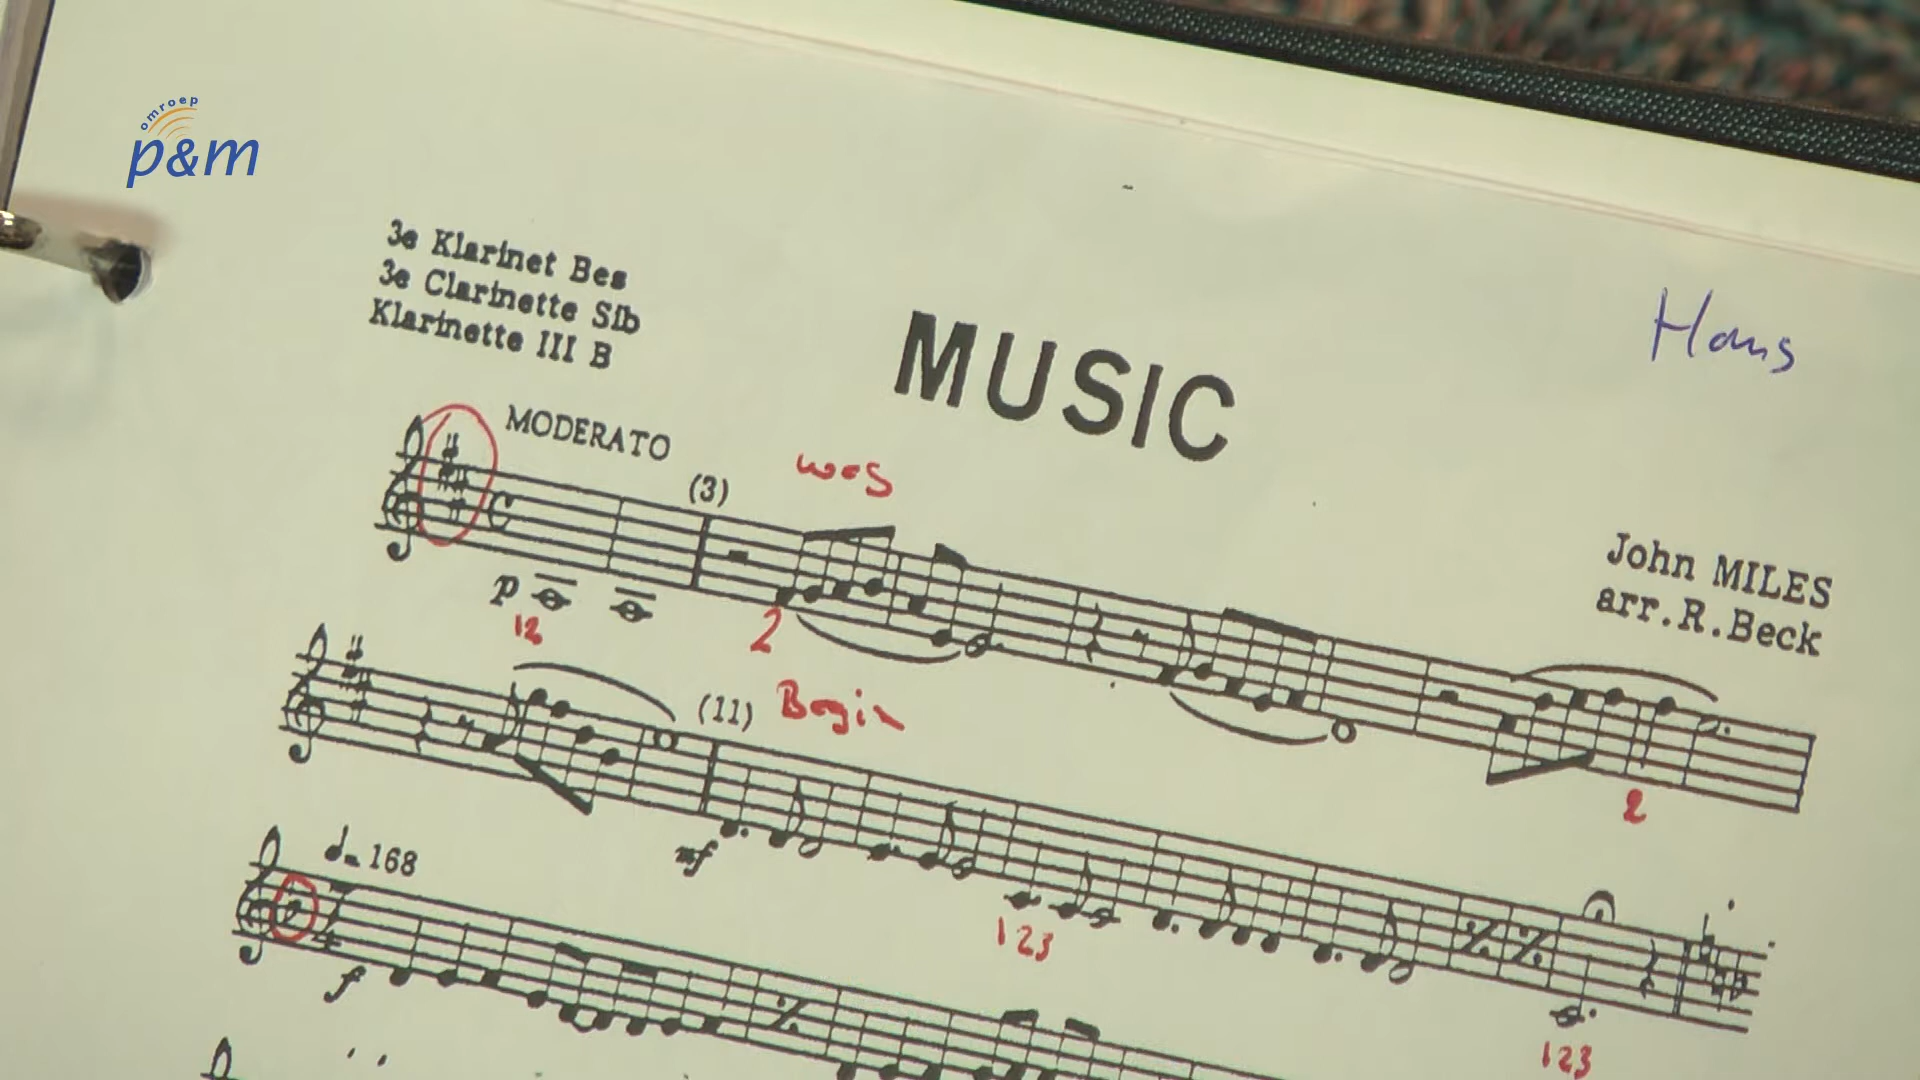 omroep
p&m
3e Klarinet Bes
3e Clarinette Sib
Klarinette III B
MUSIC
Hans
John MILES
arr.R.Beck
MODERATO
(3)
p
12
2
2
(11)
Begin
mf
123
123
= 168
f